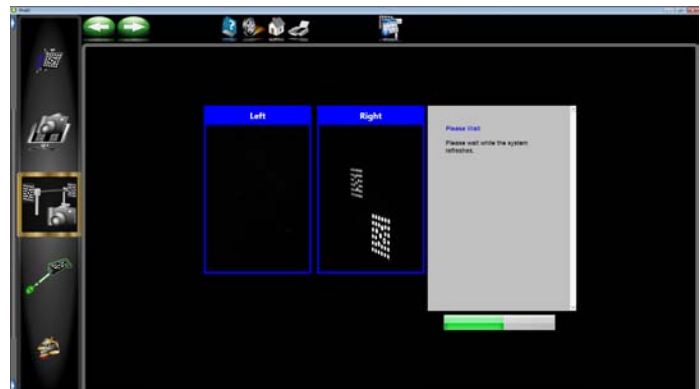 Left
Right
Please Wait
Please wait while the system
refreshes.